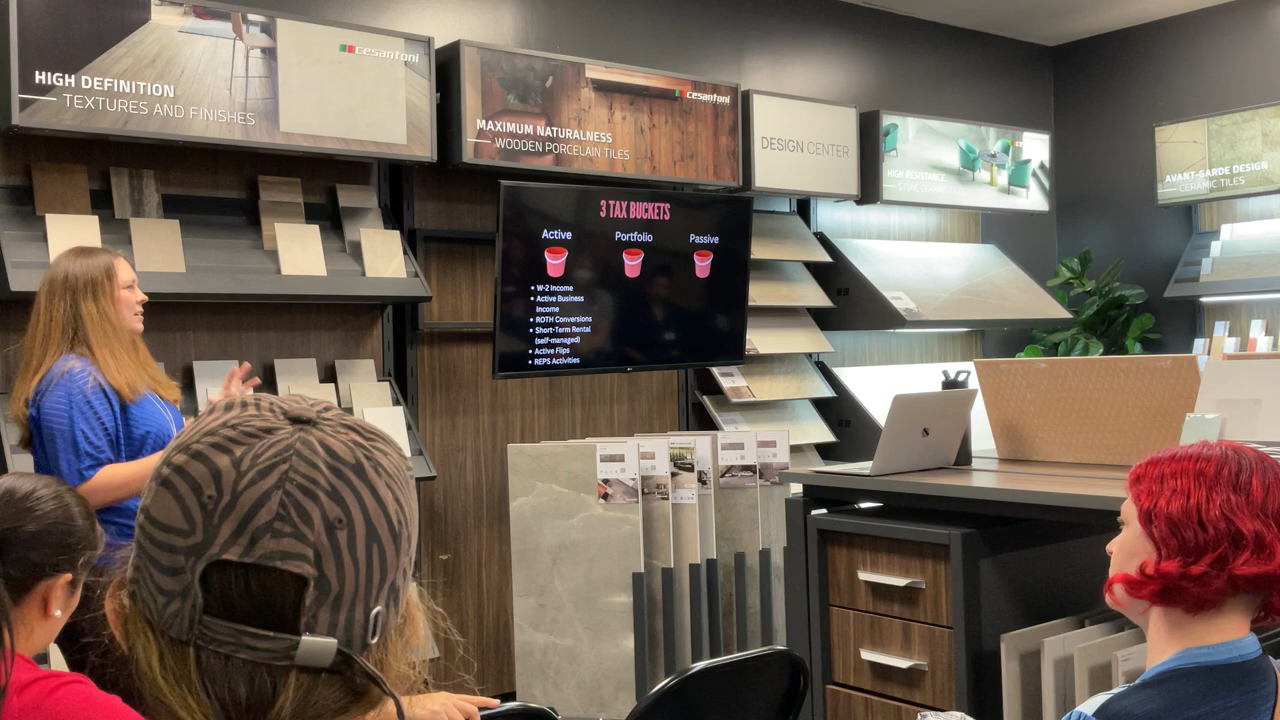 cesantoni
HIGH DEFINITION
TEXTURES AND FINISHES
cesantoni
MAXIMUM NATURALNESS
WOODEN PORCELAIN TILES
DESIGN CENTER
HIGH RESISTANCE
AVANT-GARDE DESIGN
CERAMIC TILES
3 TAX BUCKETS
Active
Portfolio
Passive
• W-2 Income
• Active Business
Income
• ROTH Conversions
• Short-Term Rental
(self-managed)
• Active Flips
• REPS Activities
LG